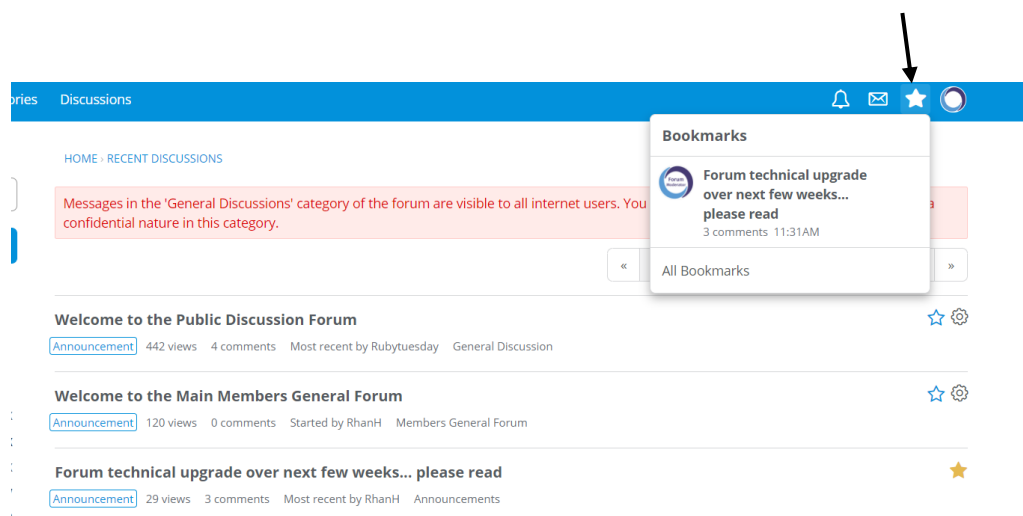 ories Discussions
Bookmarks
HOME › RECENT DISCUSSIONS
Forum technical upgrade
over next few weeks...
please read
3 comments 11:31AM
Messages in the 'General Discussions' category of the forum are visible to all internet users. You
a
confidential nature in this category.
« »
All Bookmarks
Welcome to the Public Discussion Forum
Announcement 442 views 4 comments Most recent by Rubytuesday General Discussion
Welcome to the Main Members General Forum
Announcement 120 views 0 comments Started by RhanH Members General Forum
Forum technical upgrade over next few weeks... please read
Announcement 29 views 3 comments Most recent by RhanH Announcements